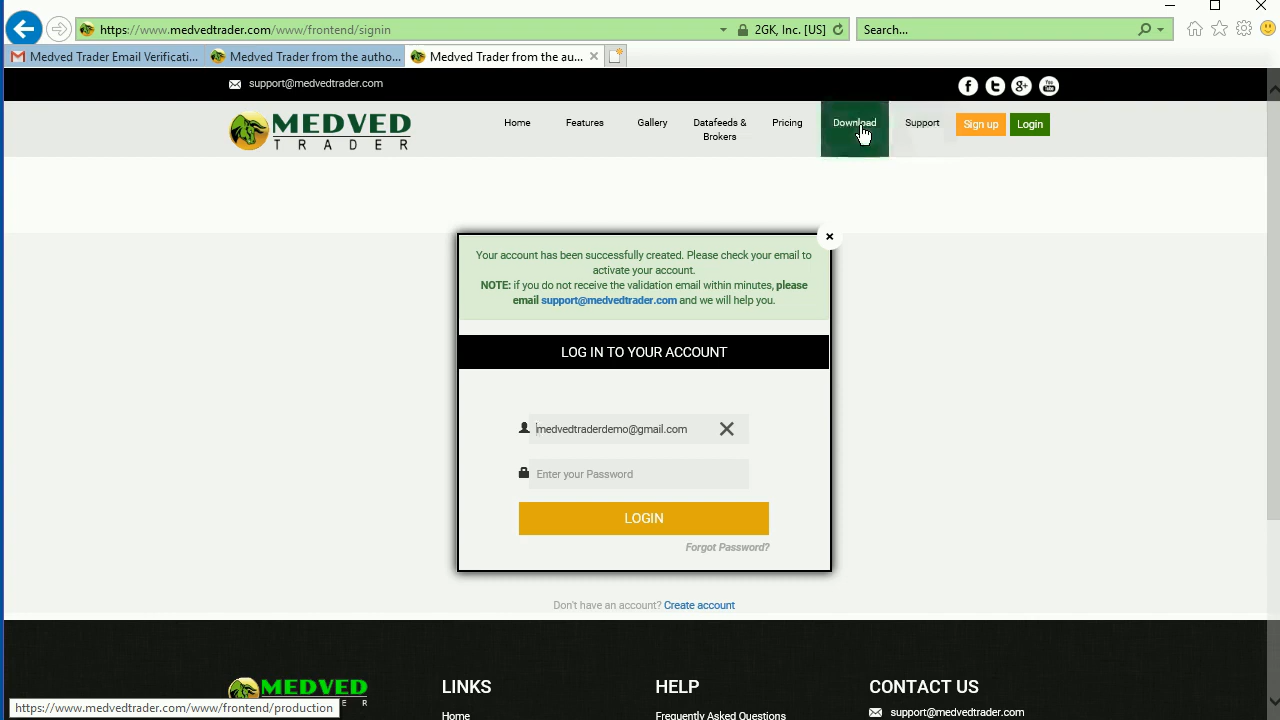 https://www.medvedtrader.com/www/frontend/signin
2GK, Inc. [US]
Search...
Medved Trader Email Verificati...
Medved Trader from the autho...
Medved Trader from the au...
support@medvedtrader.com
MEDVED
TRADER
Home
Features
Gallery
Datafeeds &
Brokers
Pricing
Download
Support
Sign up
Login
Your account has been successfully created. Please check your email to
activate your account.
NOTE: if you do not receive the validation email within minutes, please
email support@medvedtrader.com and we will help you.
LOG IN TO YOUR ACCOUNT
medvedtraderdemo@gmail.com
Enter your Password
LOGIN
Forgot Password?
Don't have an account? Create account
MEDVED
LINKS
HELP
CONTACT US
https://www.medvedtrader.com/www/frontend/production
Home
Frequently Asked Questions
support@medvedtrader.com